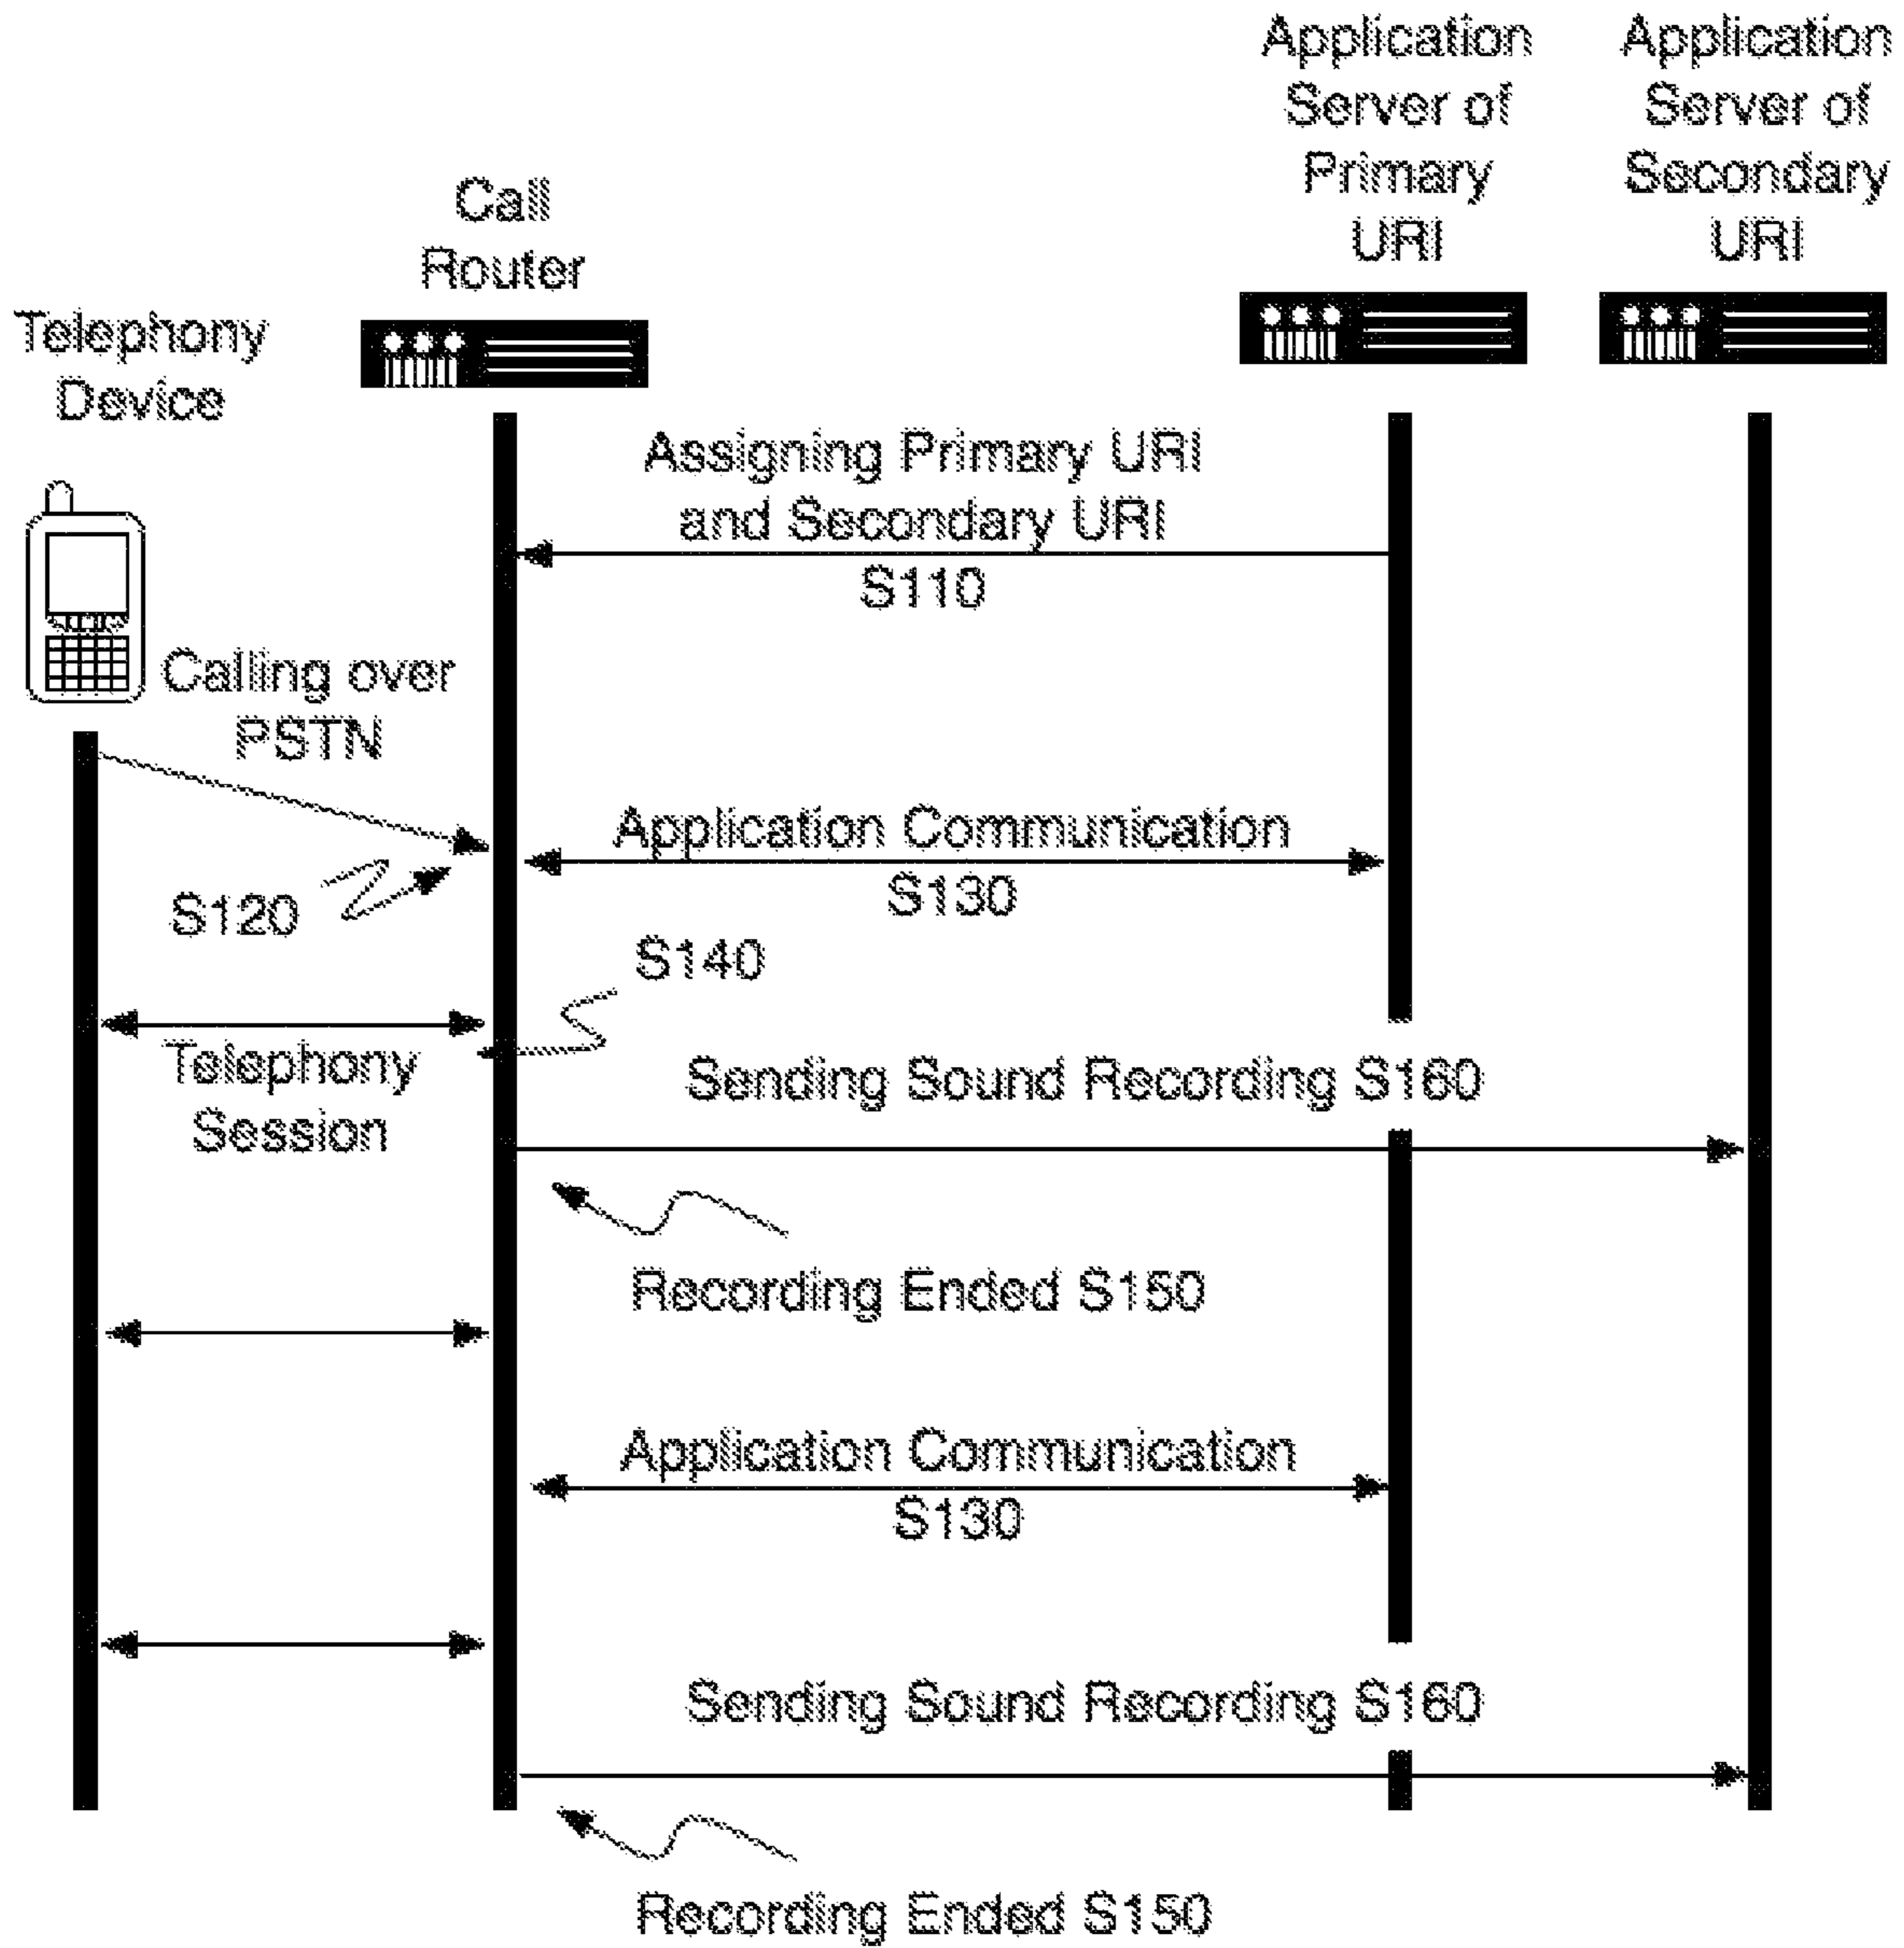 Application
Server of
Primary
URI
Application
Server of
Secondary
URI
Call
Router
Telephony
Device
Assigning Primary URI
and Secondary URI
S110
Calling over
PSTN
Application Communication
S130
S120
S140
Telephony
Session
Sending Sound Recording S160
Recording Ended S150
Application Communication
S130
Sending Sound Recording S160
Recording Ended S150